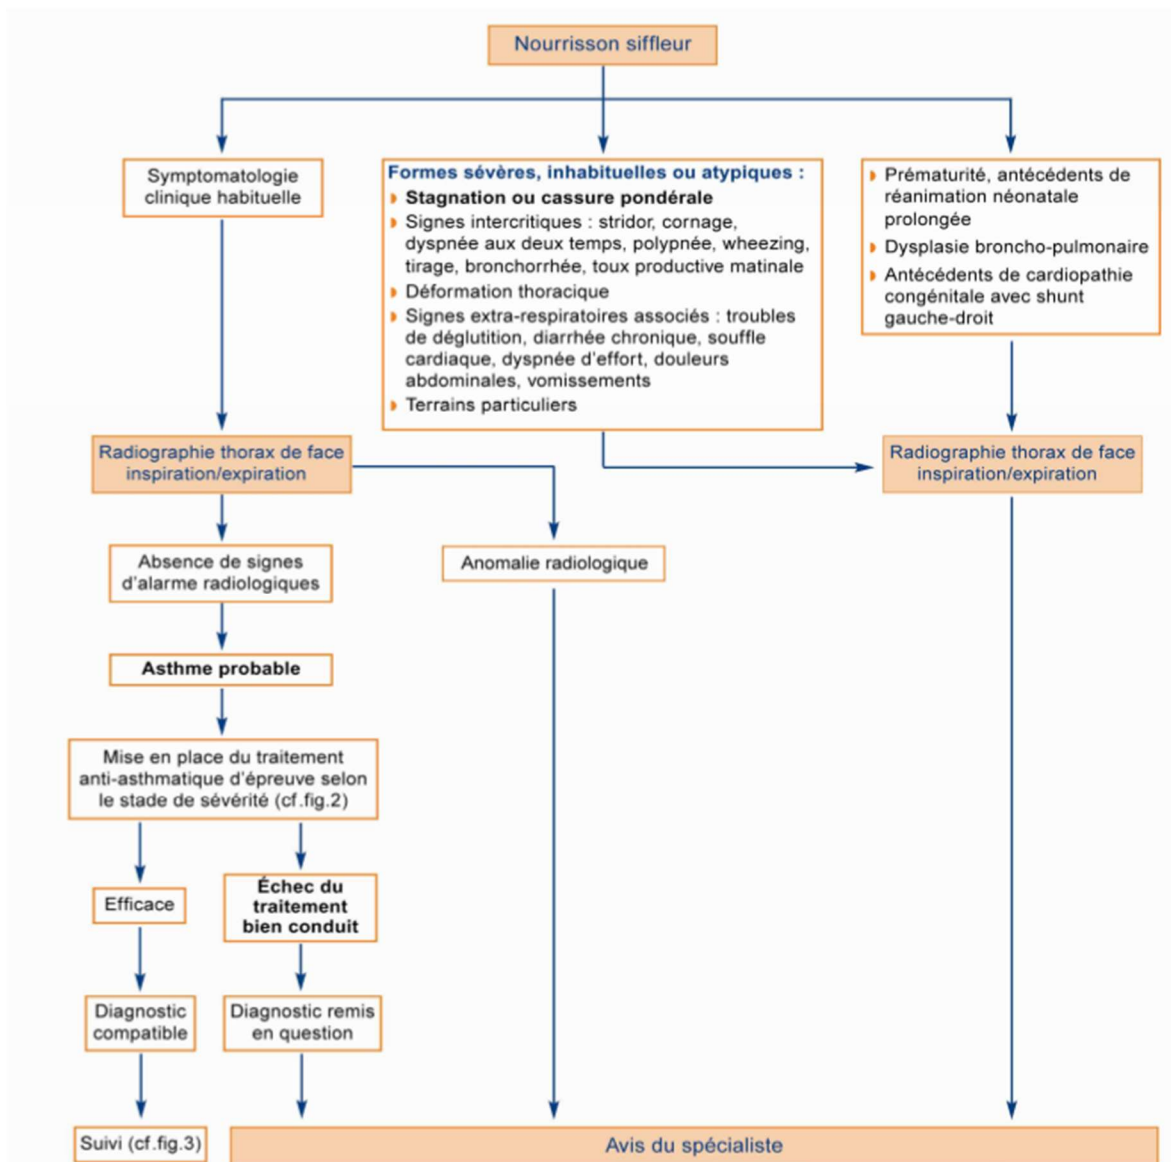 Nourrisson siffleur
Symptomatologie
clinique habituelle
Formes sévères, inhabituelles ou atypiques :
Stagnation ou cassure pondérale
Signes intercritiques : stridor, cornage,
dyspnée aux deux temps, polypnée, wheezing,
tirage, bronchorrhée, toux productive matinale
Déformation thoracique
Signes extra-respiratoires associés : troubles
de déglutition, diarrhée chronique, souffle
cardiaque, dyspnée d'effort, douleurs
abdominales, vomissements
Terrains particuliers
Prématurité, antécédents de
réanimation néonatale
prolongée
Dysplasie broncho-pulmonaire
Antécédents de cardiopathie
congénitale avec shunt
gauche-droit
Radiographie thorax de face
inspiration/expiration
Radiographie thorax de face
inspiration/expiration
Absence de signes
d'alarme radiologiques
Anomalie radiologique
Asthme probable
Mise en place du traitement
anti-asthmatique d'épreuve selon
le stade de sévérité (cf.fig.2)
Efficace
Échec du
traitement
bien conduit
Diagnostic
compatible
Diagnostic remis
en question
Suivi (cf.fig.3)
Avis du spécialiste